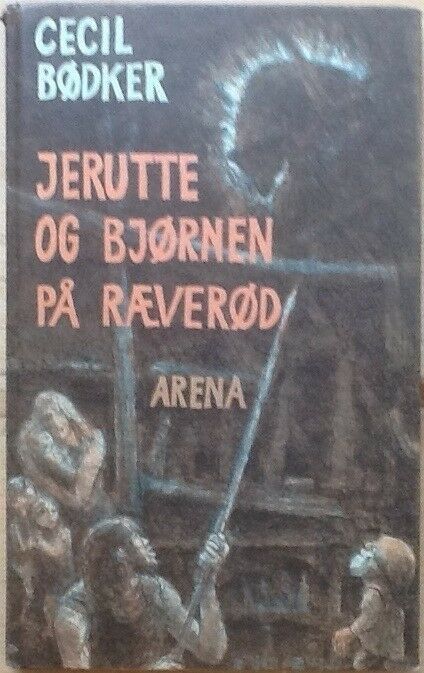 CECIL
BØDKER
JERUTTE
OG BJØRNEN
PÅ RÆVERØD
ARENA